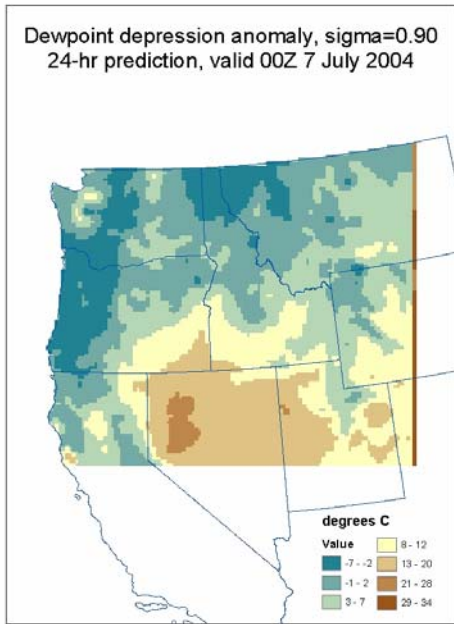 Dewpoint depression anomaly, sigma=0.90
24-hr prediction, valid 00Z 7 July 2004
degrees C
Value
-7 - -2
-1 - 2
3 - 7
8 - 12
13 - 20
21 - 28
29 - 34